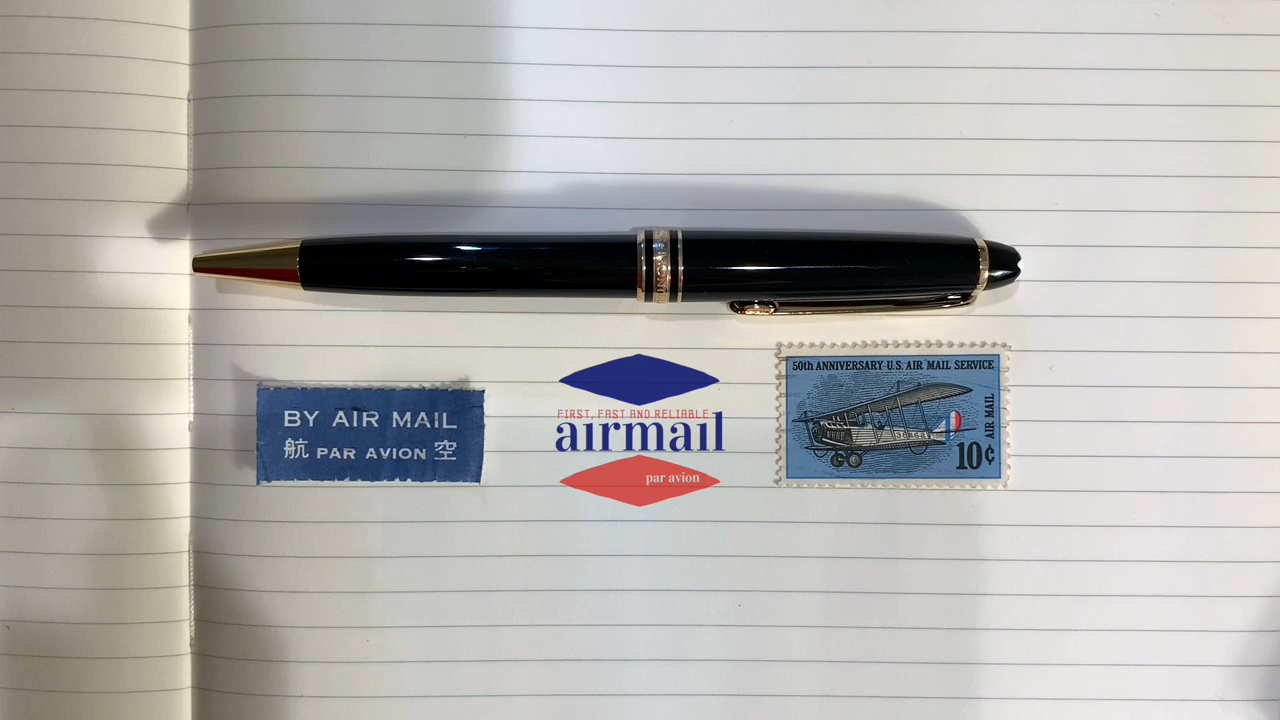 BY AIR MAIL
航 PAR AVION 空
FIRST, FAST AND RELIABLE
airmail
par avion
50th ANNIVERSARY U.S. AIR MAIL SERVICE
AIR MAIL
10¢